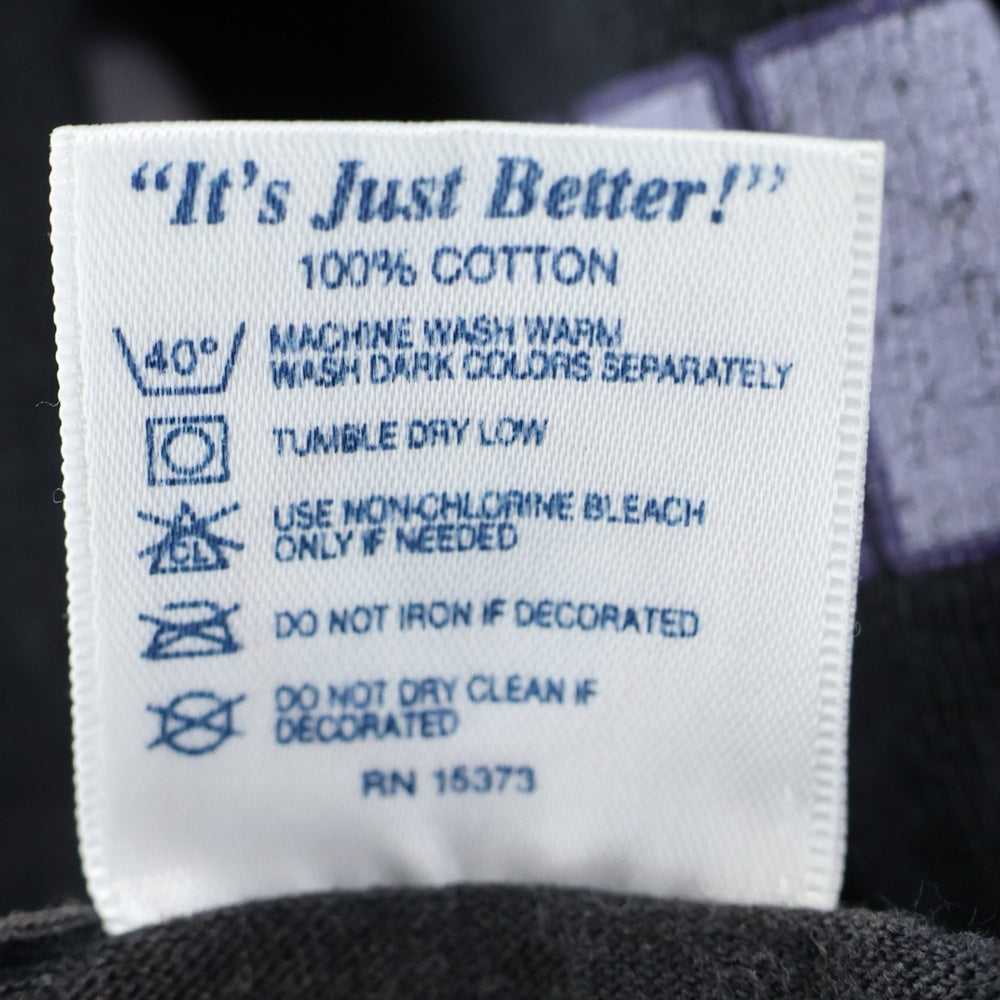 “It's Just Better!”
100% COTTON
40°
MACHINE WASH WARM
WASH DARK COLORS SEPARATELY
TUMBLE DRY LOW
CL
USE NON-CHLORINE BLEACH
ONLY IF NEEDED
DO NOT IRON IF DECORATED
DO NOT DRY CLEAN IF
DECORATED
RN 15373